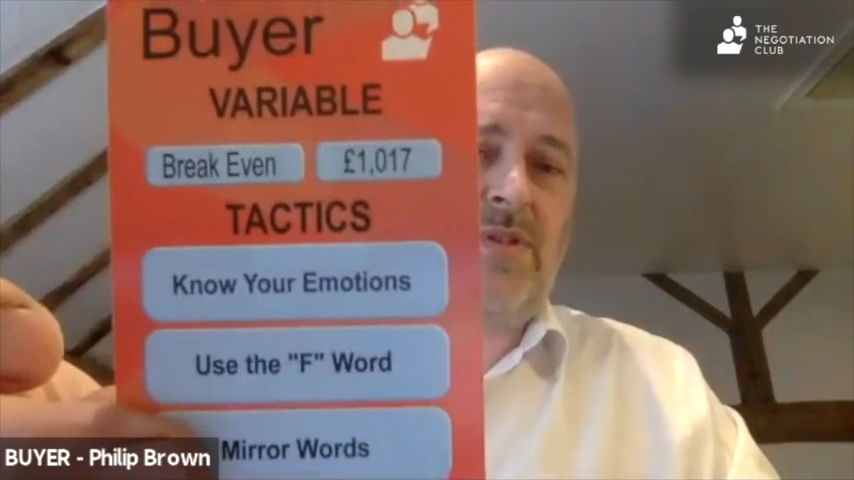 Buyer
VARIABLE
Break Even £1,017
TACTICS
Know Your Emotions
Use the "F" Word
Mirror Words
THE
NEGOTIATION
CLUB
BUYER - Philip Brown